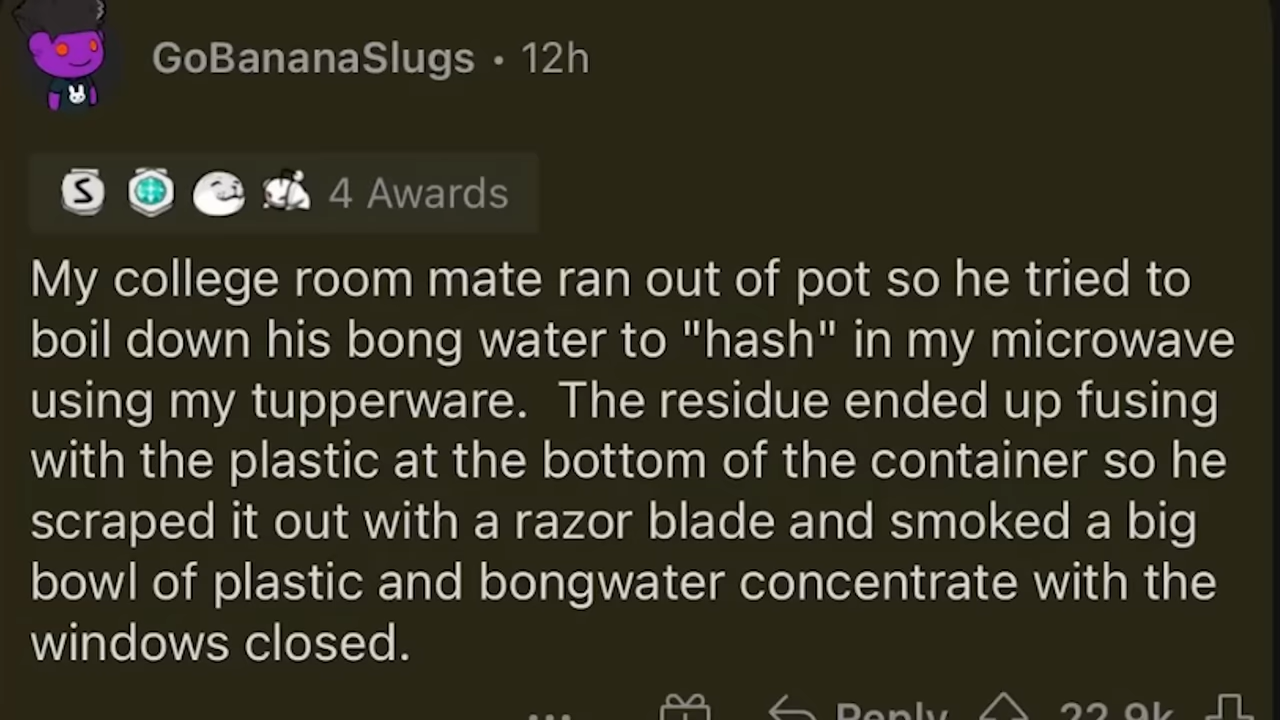 GoBananaSlugs • 12h
S 4 Awards
My college room mate ran out of pot so he tried to
boil down his bong water to "hash" in my microwave
using my tupperware.  The residue ended up fusing
with the plastic at the bottom of the container so he
scraped it out with a razor blade and smoked a big
bowl of plastic and bongwater concentrate with the
windows closed.
... Reply 22.9k